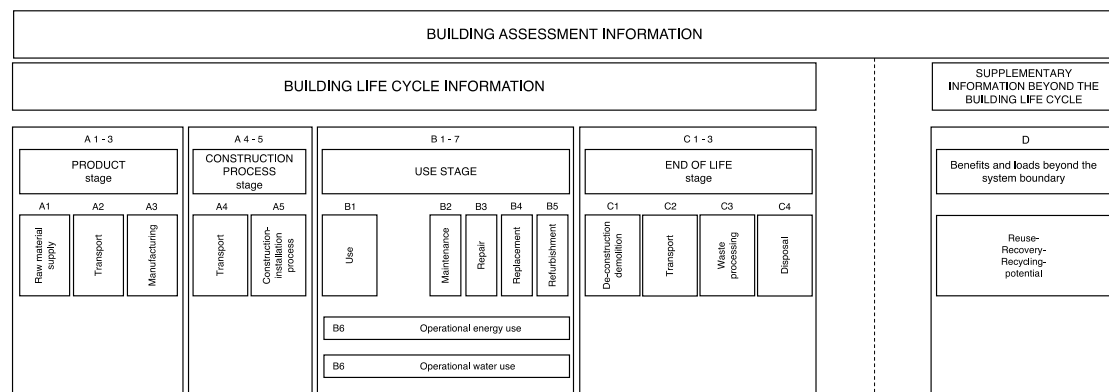 BUILDING ASSESSMENT INFORMATION
BUILDING LIFE CYCLE INFORMATION
SUPPLEMENTARY
INFORMATION BEYOND THE
BUILDING LIFE CYCLE
A 1 - 3
PRODUCT
stage
A1
Raw material
supply
A2
Transport
A3
Manufacturing
A 4 - 5
CONSTRUCTION
PROCESS
stage
A4
Transport
A5
Construction-
installation
process
B 1 - 7
USE STAGE
B1
Use
B2
Maintenance
B3
Repair
B4
Replacement
B5
Refurbishment
B6 Operational energy use
B6 Operational water use
C 1 - 3
END OF LIFE
stage
C1
De-construction
demolition
C2
Transport
C3
Waste
processing
C4
Disposal
D
Benefits and loads beyond the
system boundary
Reuse-
Recovery-
Recycling-
potential